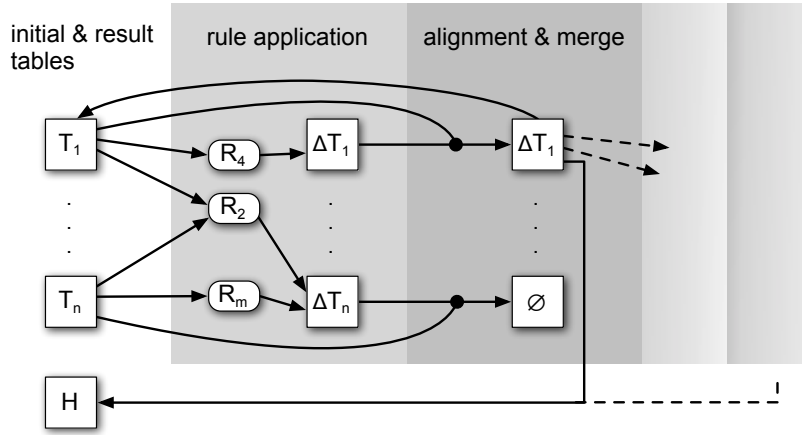 initial & result
tables
rule application
alignment & merge
T1
R4
ΔT1
ΔT1
R2
.
.
.
.
.
.
.
.
.
Tn
Rm
ΔTn
∅
H